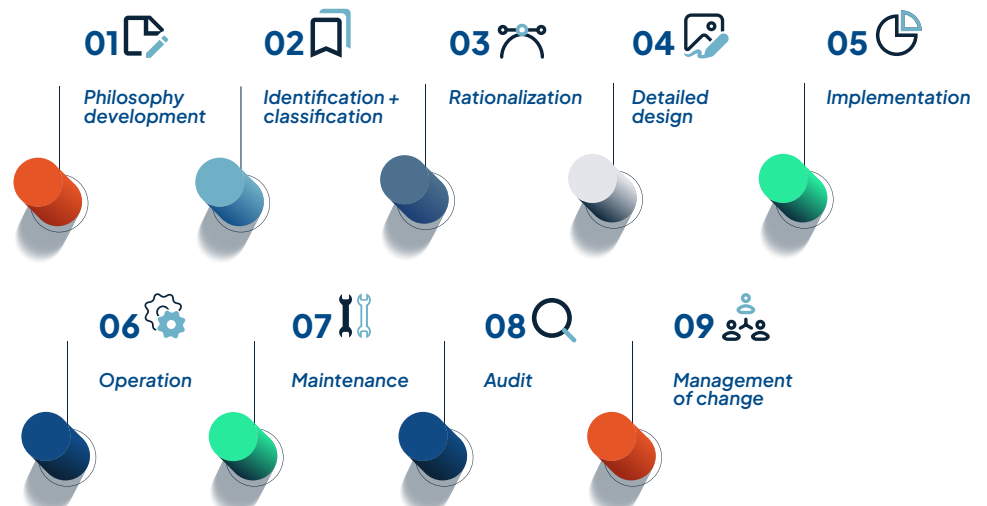 01
Philosophy
development
02
Identification +
classification
03
Rationalization
04
Detailed
design
05
Implementation
06
Operation
07
Maintenance
08
Audit
09
Management
of change